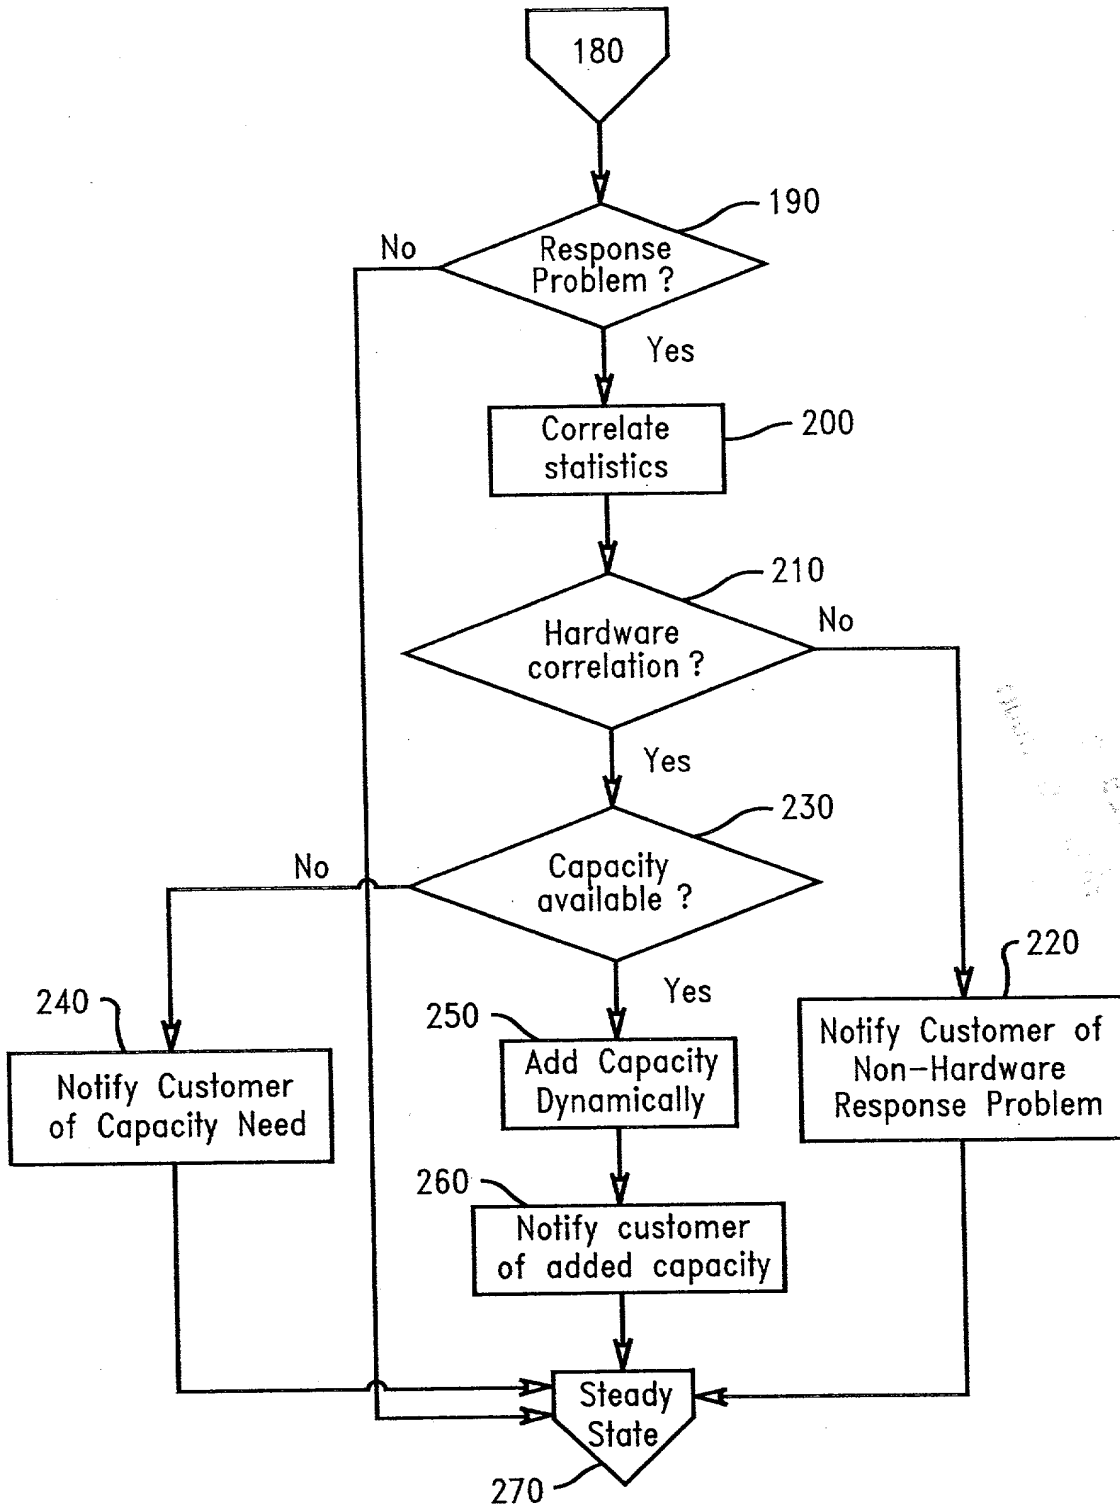 180
190
No
Response
Problem ?
Yes
200
Correlate
statistics
210
No
Hardware
correlation ?
Yes
230
No
Capacity
available ?
220
Yes
240
250
Notify Customer of
Non-Hardware
Response Problem
Add Capacity
Dynamically
Notify Customer
of Capacity Need
260
Notify customer
of added capacity
Steady
State
270